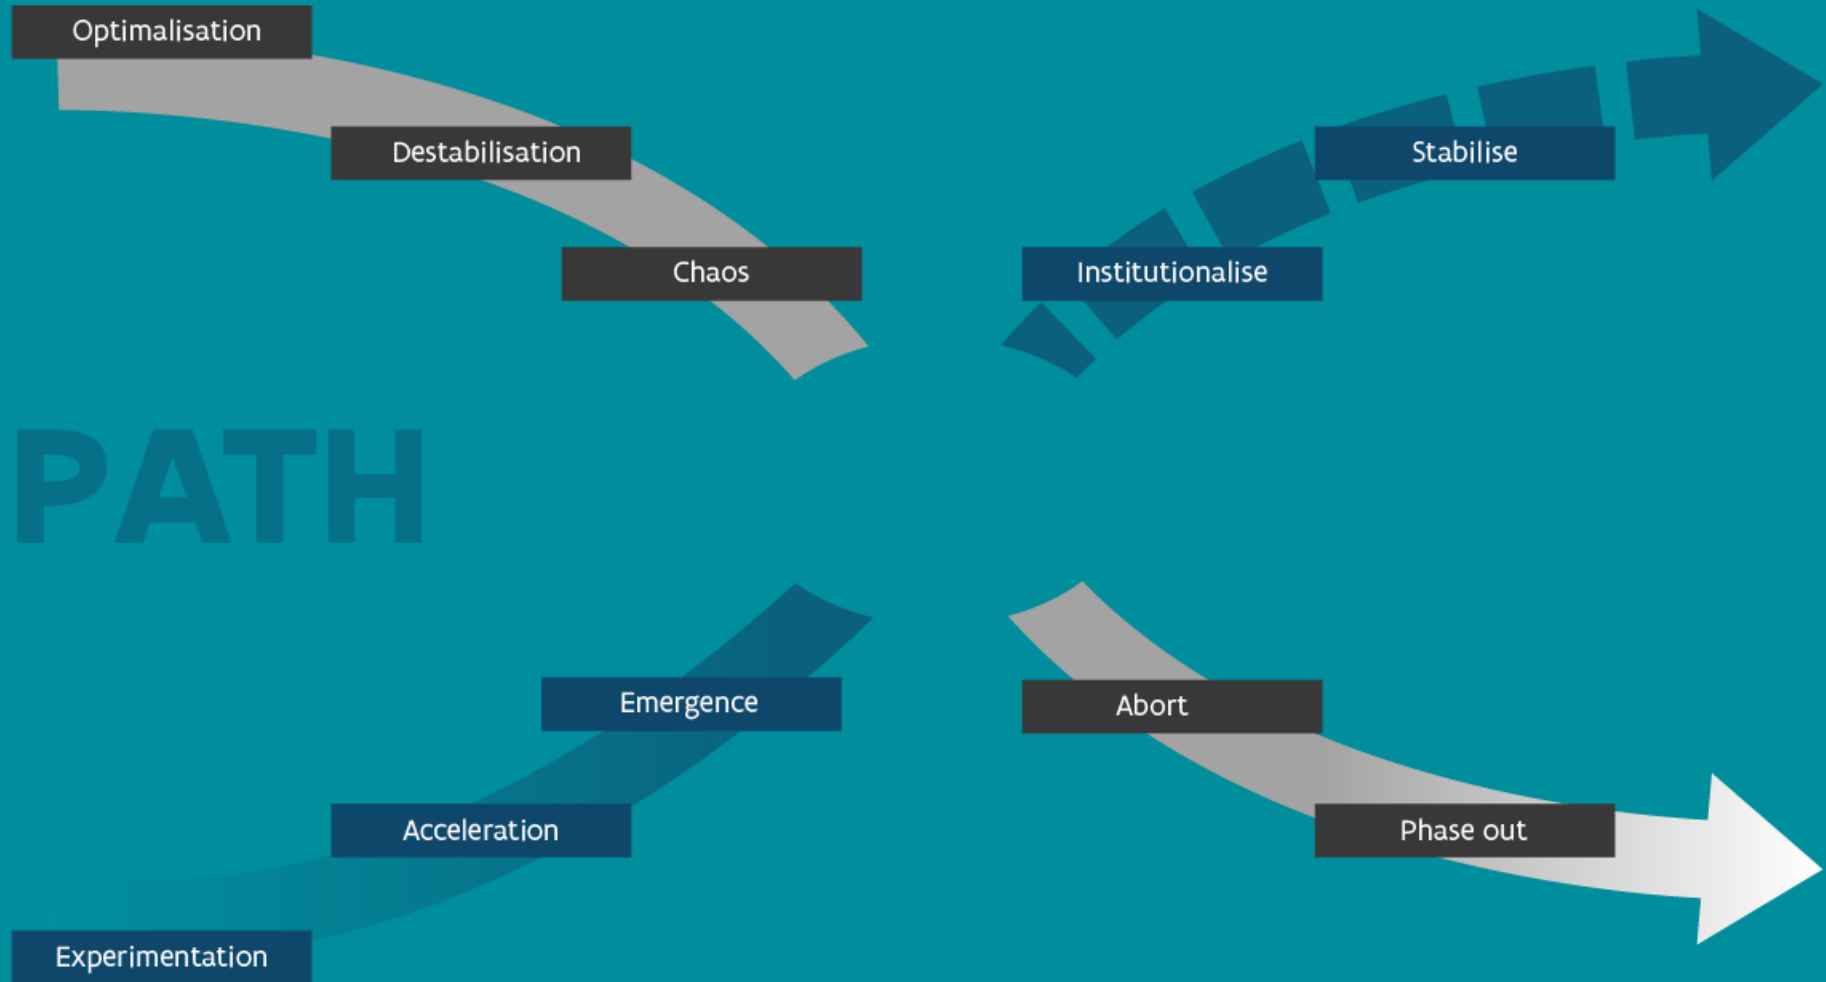 Optimalisation
Destabilisation
Stabilise
Chaos
Institutionalise
PATH
Emergence
Abort
Acceleration
Phase out
Experimentation